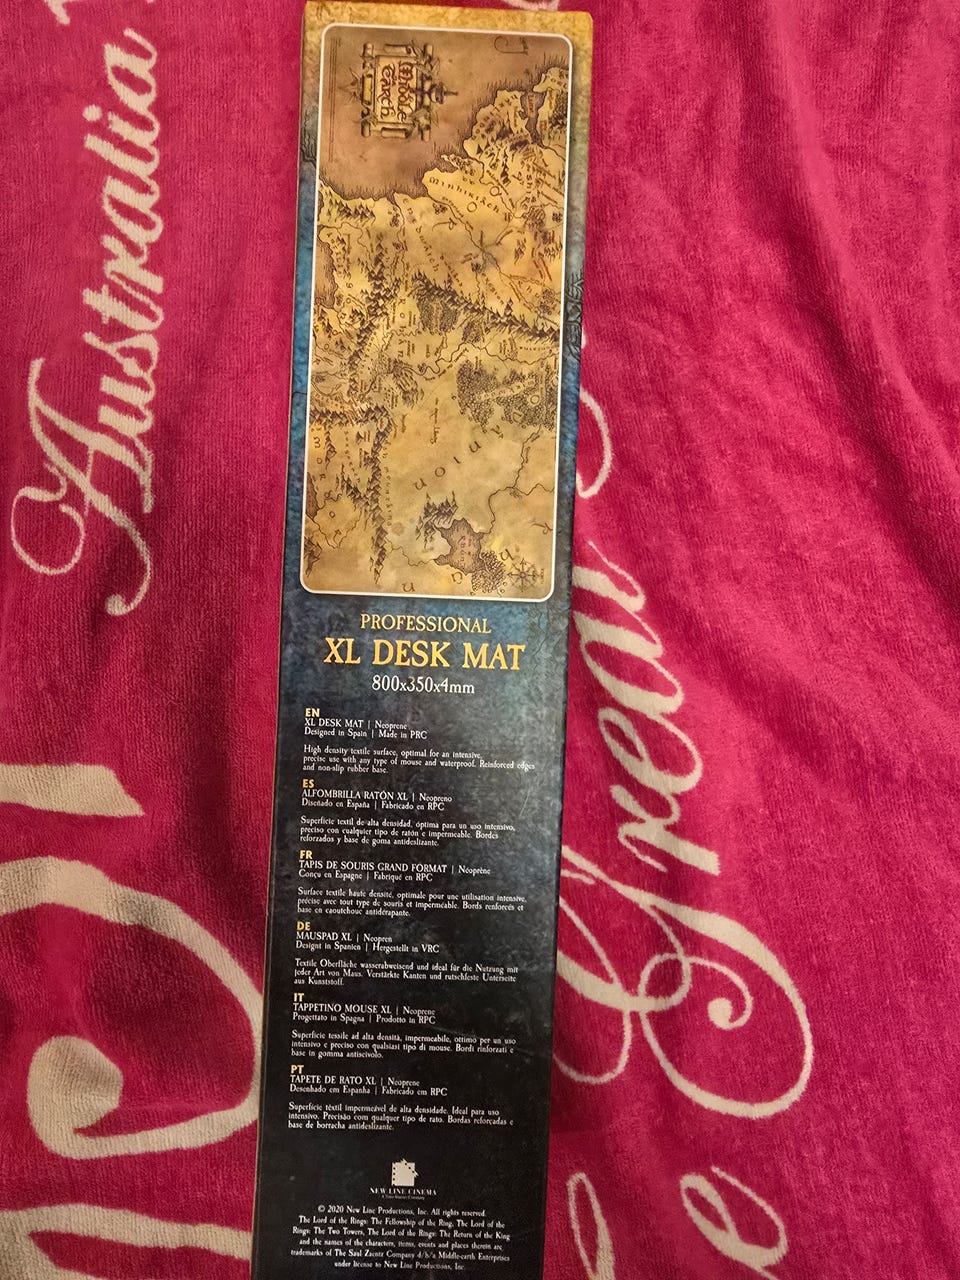 Middle
Earth
Minhiriath
PROFESSIONAL
XL DESK MAT
800x350x4mm
EN
XL DESK MAT | Neoprene
Designed in Spain | Made in PRC
High density textile surface, optimal for an intensive,
precise use with any type of mouse and waterproof. Reinforced edges
and non-slip rubber base.
ES
ALFOMBRILLA RATÓN XL | Neopreno
Diseñado en España | Fabricado en RPC
Superficie textil de alta densidad, óptima para un uso intensivo,
preciso con cualquier tipo de ratón e impermeable. Bordes
reforzados y base de goma antideslizante.
FR
TAPIS DE SOURIS GRAND FORMAT | Neoprène
Conçu en Espagne | Fabriqué en RPC
Surface textile haute densité, optimale pour une utilisation intensive,
précise avec tout type de souris et imperméable. Bords renforcés et
base en caoutchouc antidérapante.
DE
MAUSPAD XL | Neopren
Designt in Spanien | Hergestellt in VRC
Textile Oberfläche wasserabweisend und ideal für die Nutzung mit
jeder Art von Maus. Verstärkte Kanten und rutschfeste Unterseite
aus Kunststoff.
IT
TAPPETINO MOUSE XL | Neoprene
Progettato in Spagna | Prodotto in RPC
Superficie tessile ad alta densità, impermeabile, ottimo per un uso
intensivo e preciso con qualsiasi tipo di mouse. Bordi rinforzati e
base in gomma antiscivolo.
PT
TAPETE DE RATO XL | Neoprene
Desenhado em Espanha | Fabricado em RPC
Superfície têxtil impermeível de alta densidade. Ideal para uso
intensivo. Precisão com qualquer tipo de rato. Bordas reforçadas e
base de borracha antideslizante.
NEW LINE CINEMA
© 2020 New Line Productions, Inc. All rights reserved.
The Lord of the Rings: The Fellowship of the Ring, The Lord of the
Rings: The Two Towers, The Lord of the Rings: The Return of the King
and the names of the characters, items, events and places therein are
trademarks of The Saul Zaentz Company d/b/a Middle-earth Enterprises
under license to New Line Productions, Inc.
Australia
Great